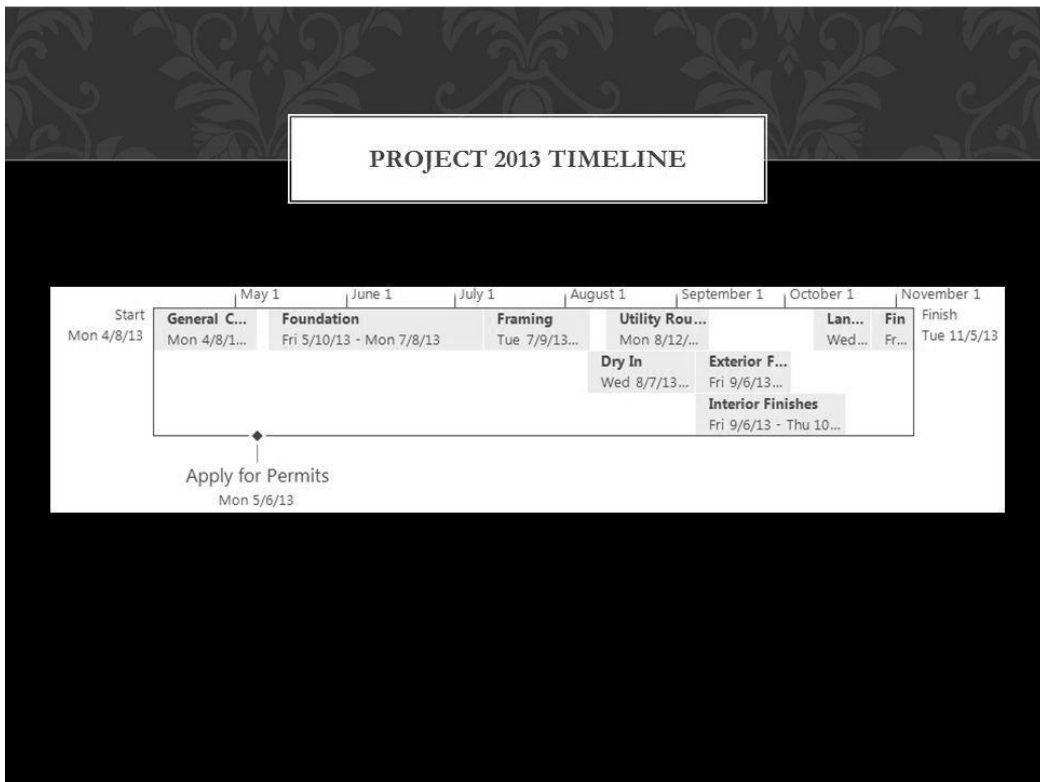 PROJECT 2013 TIMELINE
May 1 June 1 July 1 August 1 September 1 October 1 November 1
Start
Mon 4/8/13
General C...
Mon 4/8/1...
Foundation
Fri 5/10/13 - Mon 7/8/13
Framing
Tue 7/9/13...
Utility Rou...
Mon 8/12/...
Lan...
Wed...
Fin
Fr...
Finish
Tue 11/5/13
Dry In
Wed 8/7/13...
Exterior F...
Fri 9/6/13...
Interior Finishes
Fri 9/6/13 - Thu 10...
Apply for Permits
Mon 5/6/13